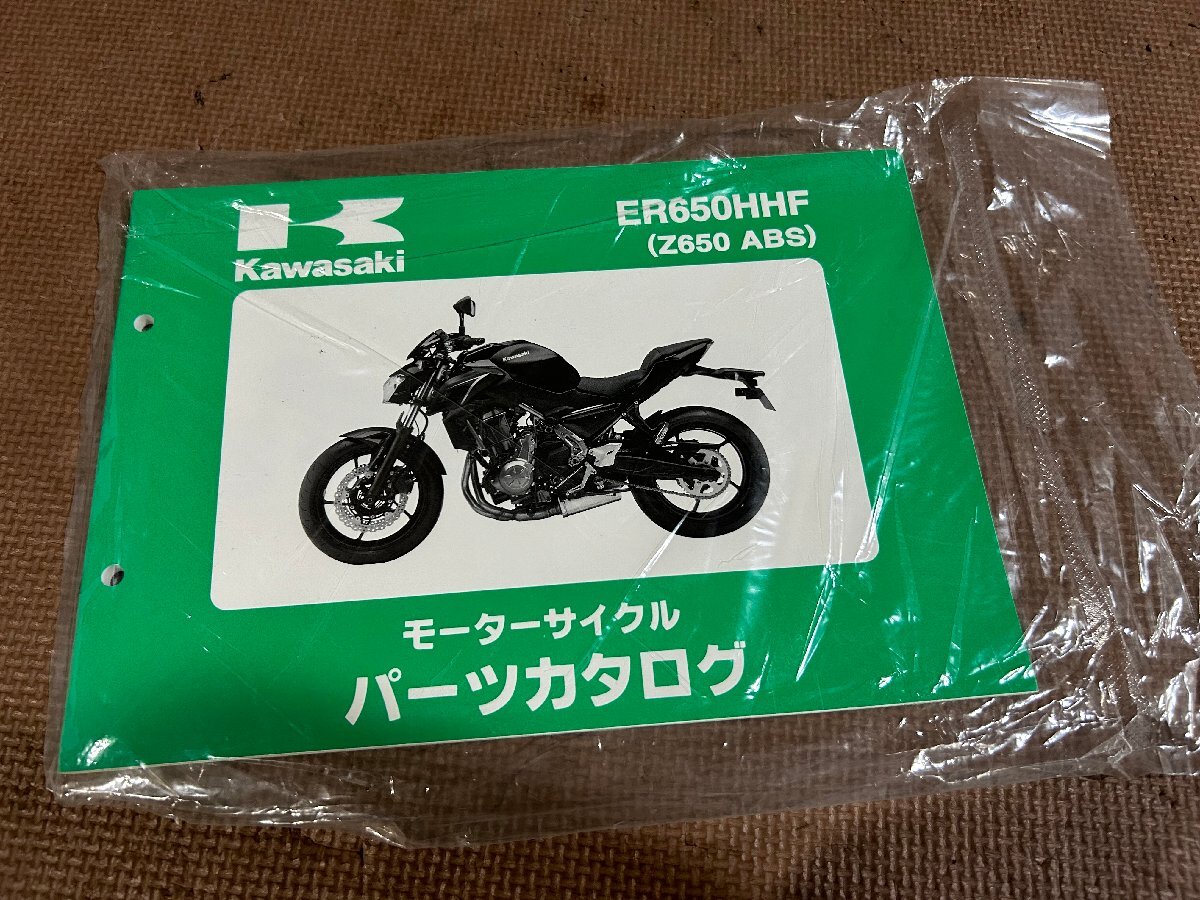 Kawasaki
ER650HHF
(Z650 ABS)
Kawasaki
モーターサイクル
パーツカタログ